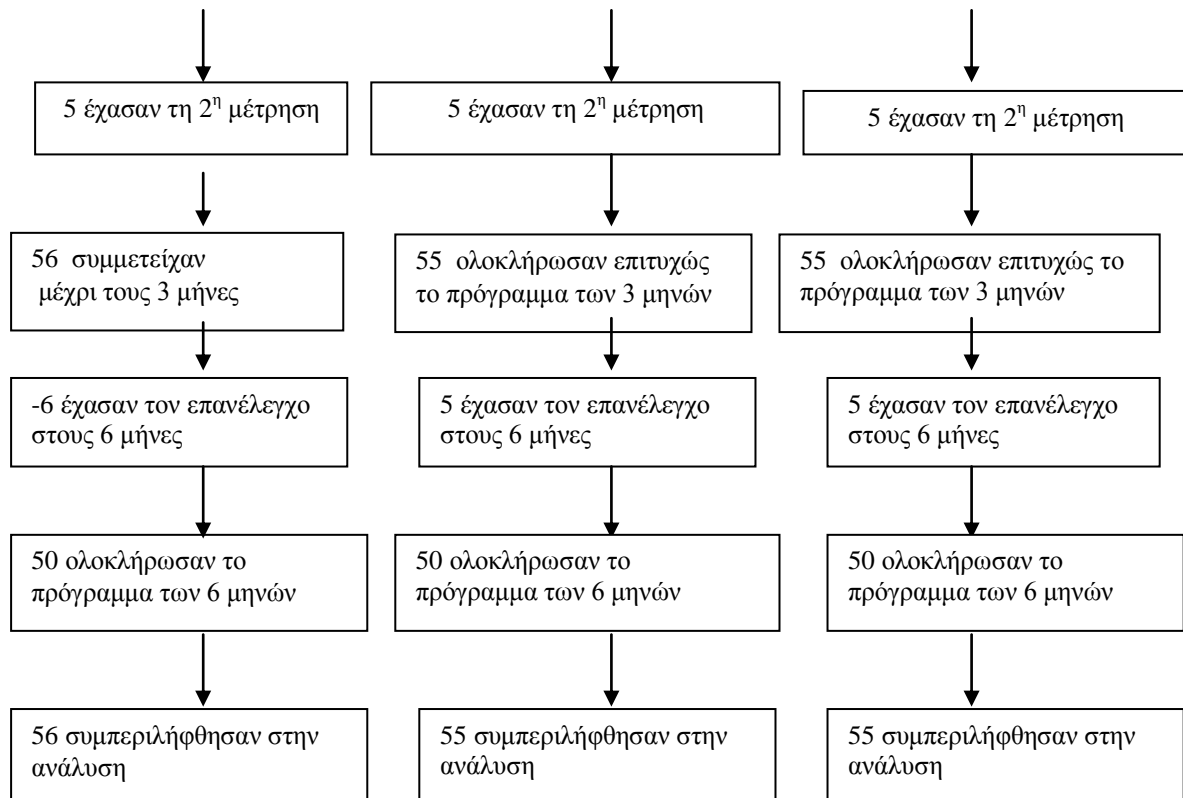 5 έχασαν τη 2η μέτρηση
5 έχασαν τη 2η μέτρηση
5 έχασαν τη 2η μέτρηση
56 συμμετείχαν
μέχρι τους 3 μήνες
55 ολοκλήρωσαν επιτυχώς
το πρόγραμμα των 3 μηνών
55 ολοκλήρωσαν επιτυχώς το
πρόγραμμα των 3 μηνών
-6 έχασαν τον επανέλεγχο
στους 6 μήνες
5 έχασαν τον επανέλεγχο
στους 6 μήνες
5 έχασαν τον επανέλεγχο
στους 6 μήνες
50 ολοκλήρωσαν το
πρόγραμμα των 6 μηνών
50 ολοκλήρωσαν το
πρόγραμμα των 6 μηνών
50 ολοκλήρωσαν το
πρόγραμμα των 6 μηνών
56 συμπεριλήφθησαν στην
ανάλυση
55 συμπεριλήφθησαν στην
ανάλυση
55 συμπεριλήφθησαν στην
ανάλυση